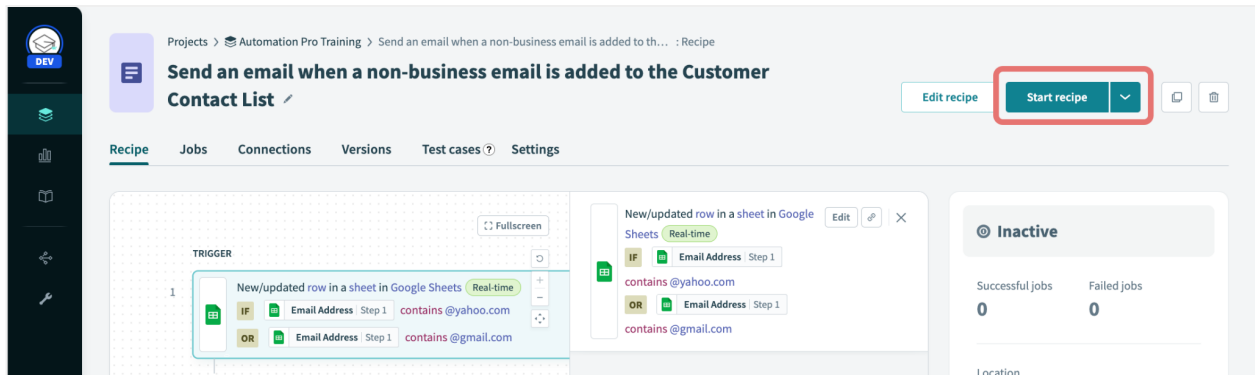 DEV
Projects > Automation Pro Training > Send an email when a non-business email is added to th... : Recipe
Send an email when a non-business email is added to the Customer
Contact List
Edit recipe
Start recipe
Recipe Jobs Connections Versions Test cases ? Settings
Fullscreen
TRIGGER
1
New/updated row in a sheet in Google Sheets Real-time
IF Email Address Step 1 contains @yahoo.com
OR Email Address Step 1 contains @gmail.com
New/updated row in a sheet in Google
Sheets Real-time
Edit
IF Email Address Step 1
contains @yahoo.com
OR Email Address Step 1
contains @gmail.com
Inactive
Successful jobs Failed jobs
0 0
Location